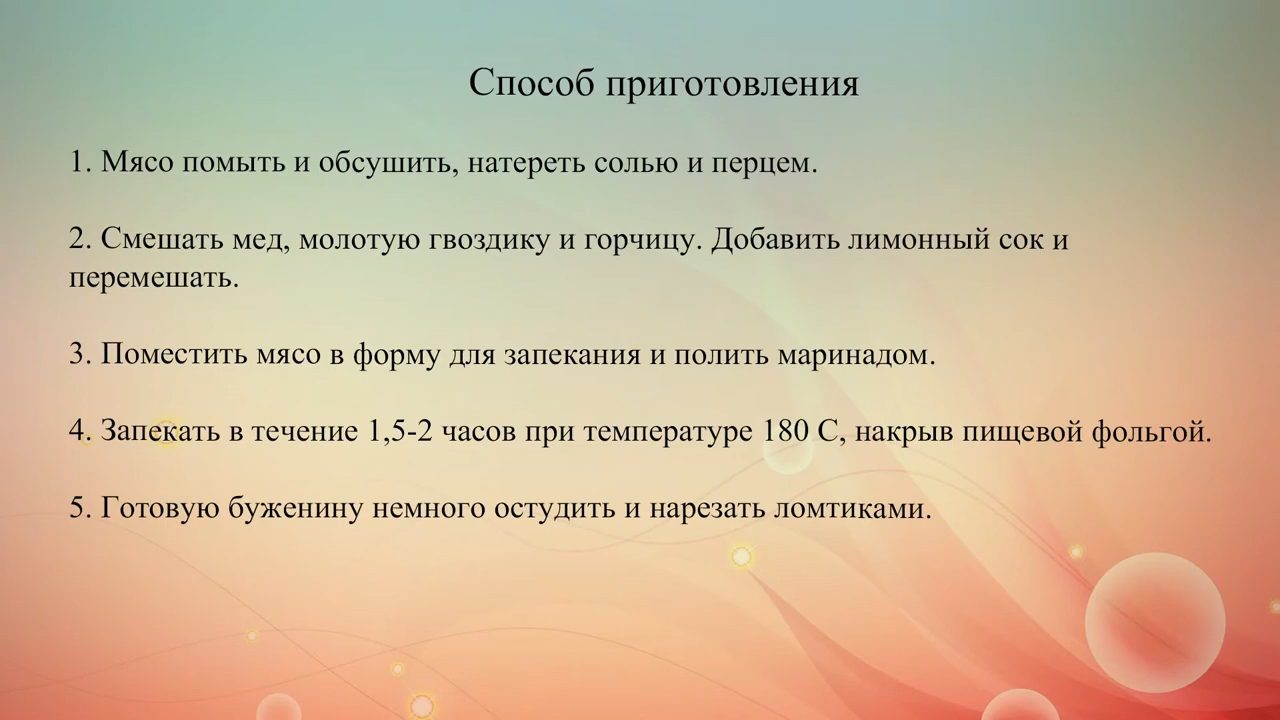 Способ приготовления
1. Мясо помыть и обсушить, натереть солью и перцем.
2. Смешать мед, молотую гвоздику и горчицу. Добавить лимонный сок и
перемешать.
3. Поместить мясо в форму для запекания и полить маринадом.
4. Запекать в течение 1,5-2 часов при температуре 180 С, накрыв пищевой фольгой.
5. Готовую буженину немного остудить и нарезать ломтиками.